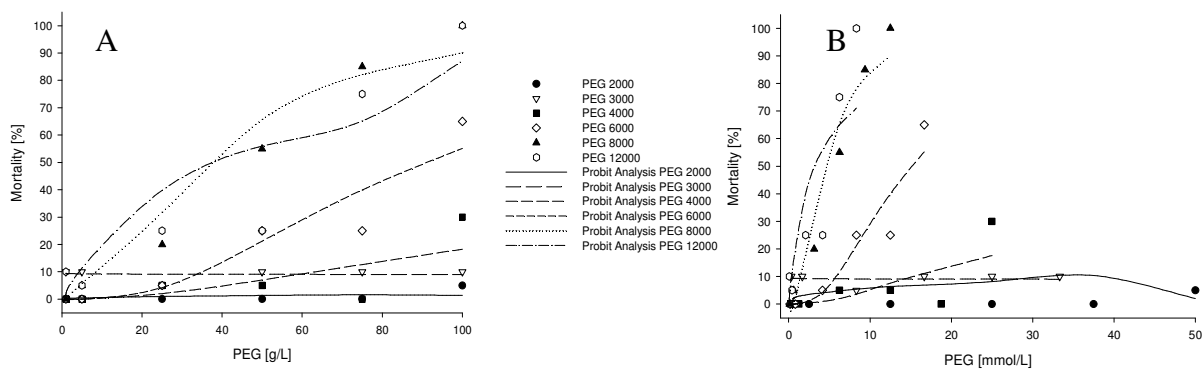 A
100
90
80
70
60
50
40
30
20
10
0
Mortality [%]
0 20 40 60 80 100
PEG [g/L]
PEG 2000
PEG 3000
PEG 4000
PEG 6000
PEG 8000
PEG 12000
Probit Analysis PEG 2000
Probit Analysis PEG 3000
Probit Analysis PEG 4000
Probit Analysis PEG 6000
Probit Analysis PEG 8000
Probit Analysis PEG 12000
B
100
90
80
70
60
50
40
30
20
10
0
Mortality [%]
0 10 20 30 40 50
PEG [mmol/L]